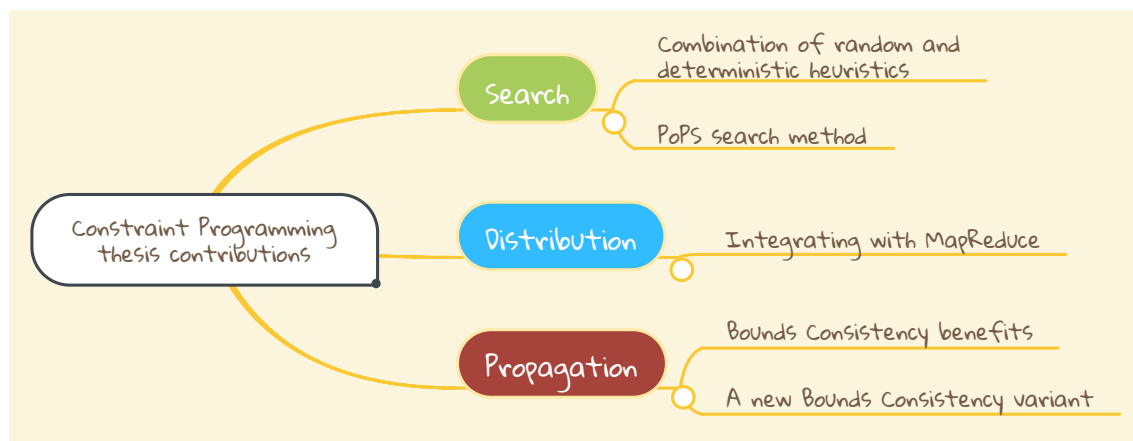 Combination of random and
deterministic heuristics
Search
PoPS search method
Constraint Programming
thesis contributions
Distribution
Integrating with MapReduce
Bounds Consistency benefits
Propagation
A new Bounds Consistency variant